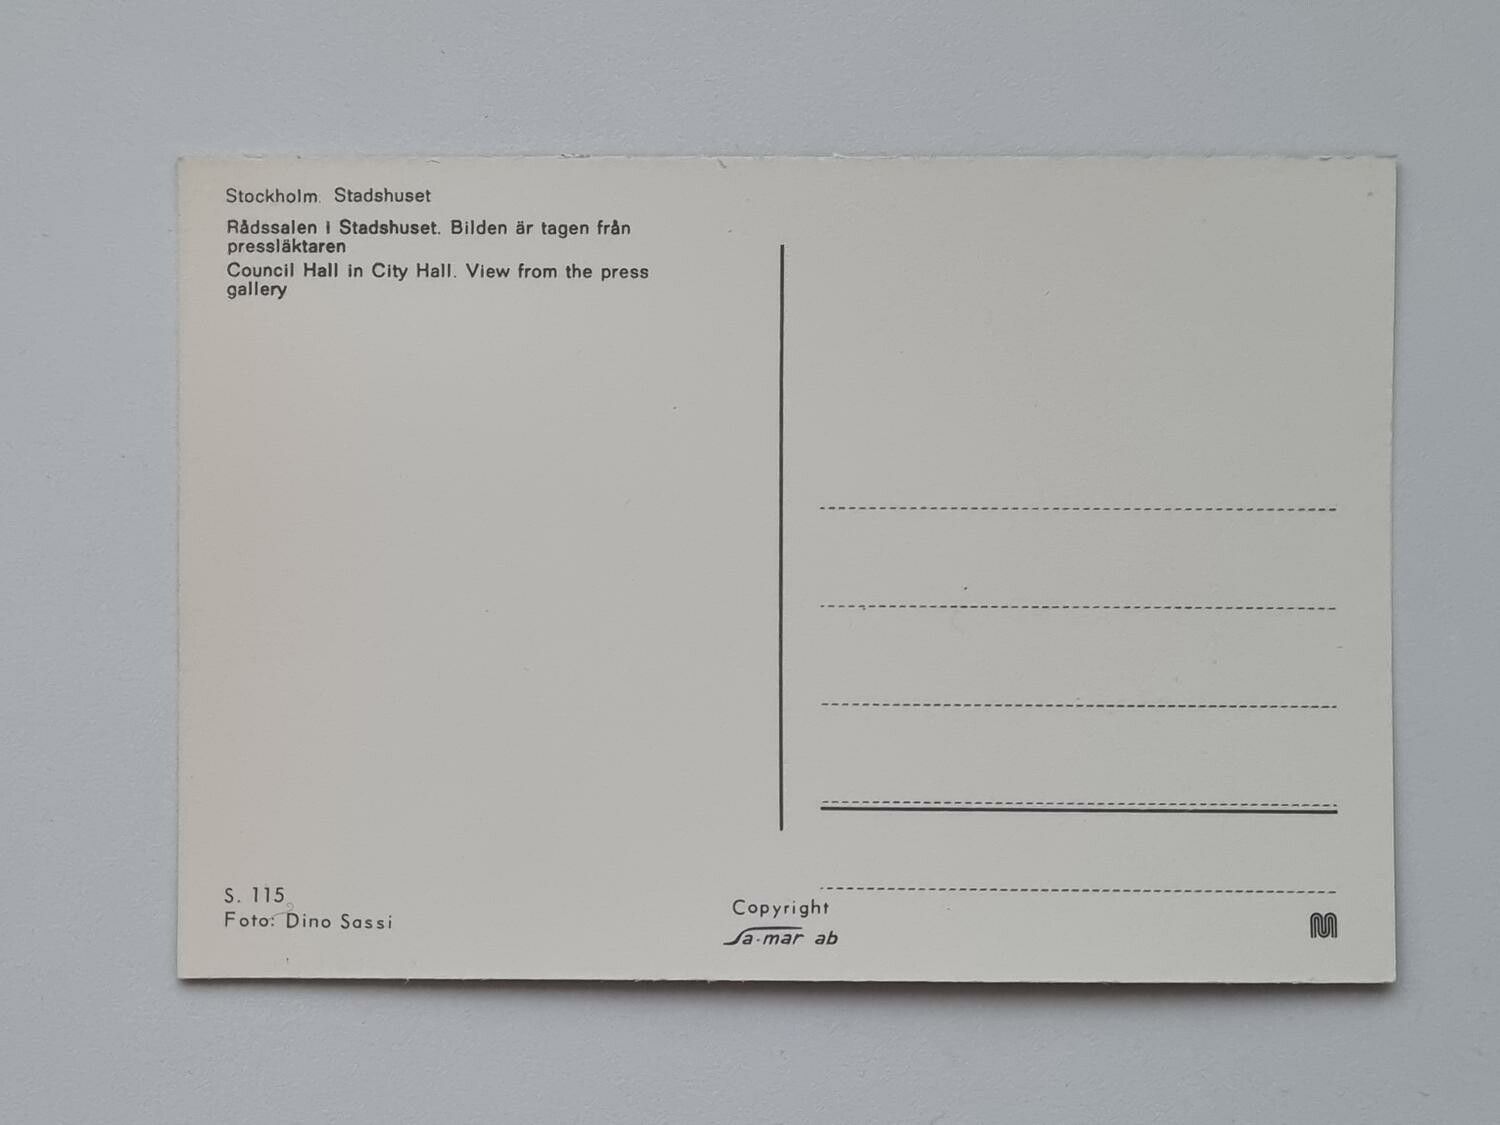 Stockholm. Stadshuset
Rådssalen i Stadshuset. Bilden är tagen från
pressläktaren
Council Hall in City Hall. View from the press
gallery
S. 115
Foto: Dino Sassi
Copyright
Sa-mar ab
M